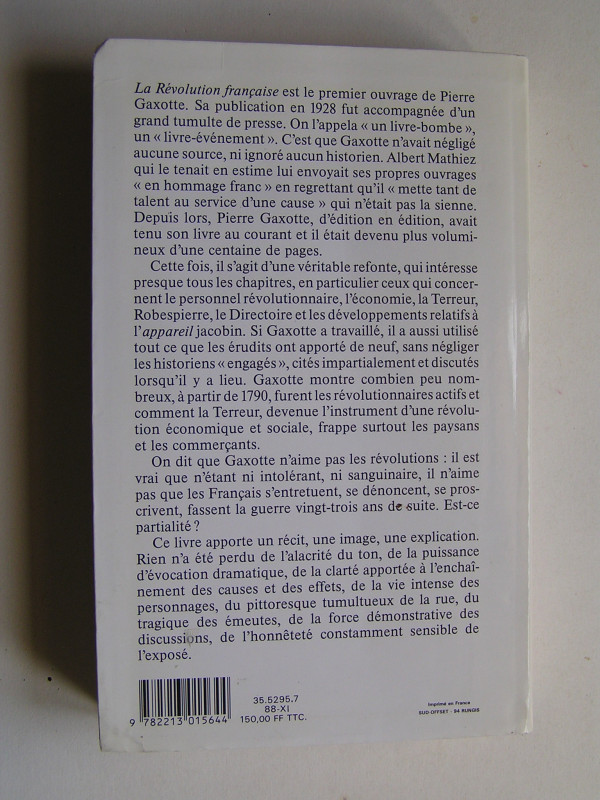 La Révolution française est le premier ouvrage de Pierre
Gaxotte. Sa publication en 1928 fut accompagnée d'un
grand tumulte de presse. On l'appela « un livre-bombe »,
un « livre-événement ». C'est que Gaxotte n'avait négligé
aucune source, ni ignoré aucun historien. Albert Mathiez
qui le tenait en estime lui envoyait ses propres ouvrages
« en hommage franc » en regrettant qu'il « mette tant de
talent au service d'une cause » qui n'était pas la sienne.
Depuis lors, Pierre Gaxotte, d'édition en édition, avait
tenu son livre au courant et il était devenu plus volumi-
neux d'une centaine de pages.
Cette fois, il s'agit d'une véritable refonte, qui intéresse
presque tous les chapitres, en particulier ceux qui concer-
nent le personnel révolutionnaire, l'économie, la Terreur,
Robespierre, le Directoire et les développements relatifs à
l'appareil jacobin. Si Gaxotte a travaillé, il a aussi utilisé
tout ce que les érudits ont apporté de neuf, sans négliger
les historiens « engagés », cités impartialement et discutés
lorsqu'il y a lieu. Gaxotte montre combien peu nom-
breux, à partir de 1790, furent les révolutionnaires actifs et
comment la Terreur, devenue l'instrument d'une révolu-
tion économique et sociale, frappe surtout les paysans
et les commerçants.
On dit que Gaxotte n'aime pas les révolutions : il est
vrai que n'étant ni intolérant, ni sanguinaire, il n'aime
pas que les Français s'entretuent, se dénoncent, se pros-
crivent, fassent la guerre vingt-trois ans de suite. Est-ce
partialité ?
Ce livre apporte un récit, une image, une explication.
Rien n'a été perdu de l'alacrité du ton, de la puissance
d'évocation dramatique, de la clarté apportée à l'enchaî-
nement des causes et des effets, de la vie intense des
personnages, du pittoresque tumultueux de la rue, du
tragique des émeutes, de la force démonstrative des
discussions, de l'honnêteté constamment sensible de
l'exposé.
9 782213 015644
35.5295.7
88-XI
150,00 FF TTC.
Imprimé en France
SUD-OFFSET - 94 RUNGIS